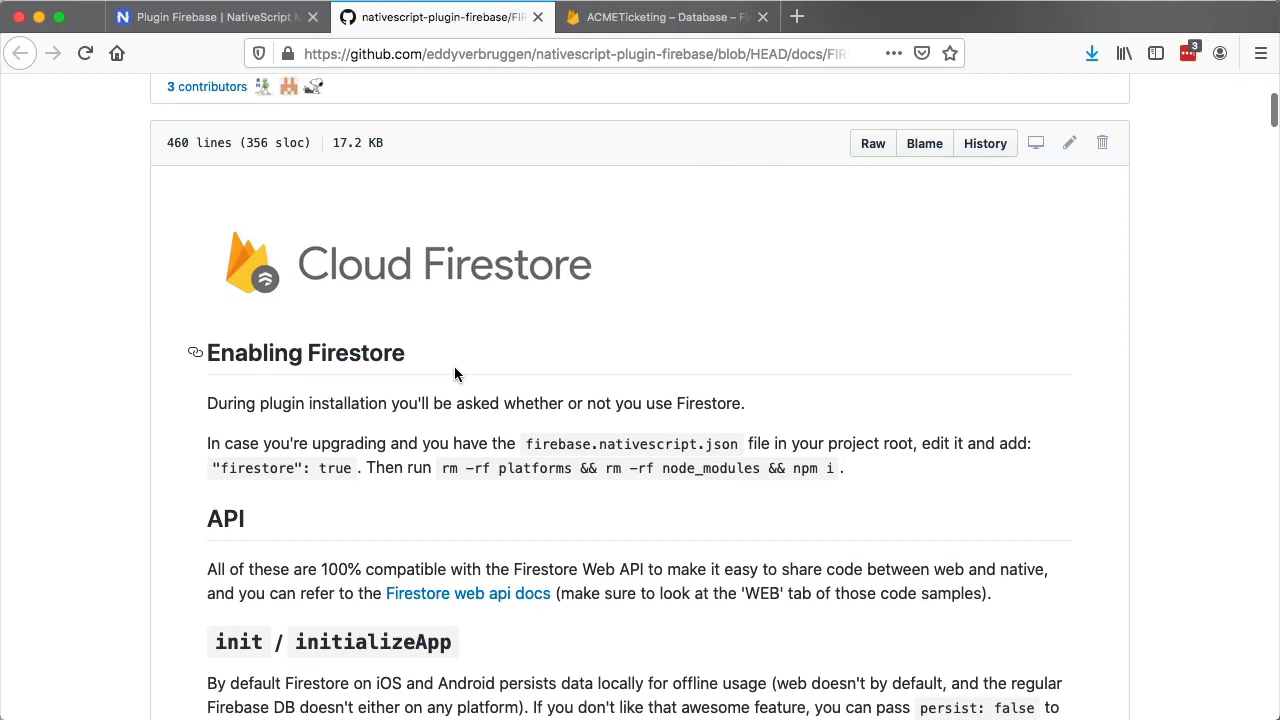 Plugin Firebase | NativeScript M
nativescript-plugin-firebase/FIR
ACMETicketing – Database – Fi
https://github.com/eddyverbruggen/nativescript-plugin-firebase/blob/HEAD/docs/FIR
3
3 contributors
460 lines (356 sloc) 17.2 KB
Raw Blame History
Cloud Firestore
Enabling Firestore
During plugin installation you'll be asked whether or not you use Firestore.
In case you're upgrading and you have the firebase.nativescript.json file in your project root, edit it and add:
"firestore": true . Then run rm -rf platforms && rm -rf node_modules && npm i .
API
All of these are 100% compatible with the Firestore Web API to make it easy to share code between web and native,
and you can refer to the Firestore web api docs (make sure to look at the 'WEB' tab of those code samples).
init / initializeApp
By default Firestore on iOS and Android persists data locally for offline usage (web doesn't by default, and the regular
Firebase DB doesn't either on any platform). If you don't like that awesome feature, you can pass persist: false to